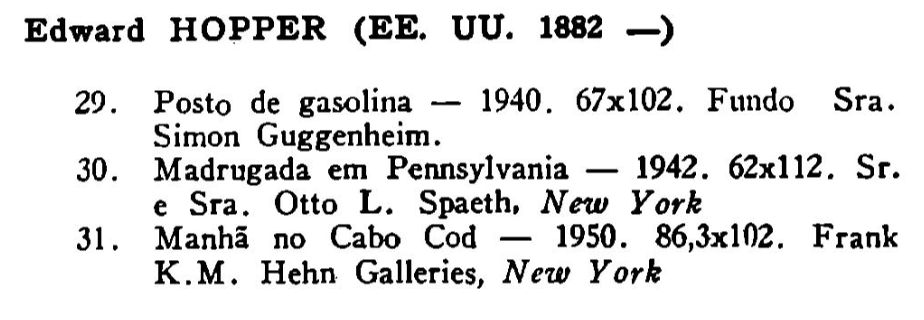 Edward HOPPER (EE. UU. 1882 —)
29. Posto de gasolina — 1940. 67x102. Fundo Sra.
Simon Guggenheim.
30. Madrugada em Pennsylvania — 1942. 62x112. Sr.
e Sra. Otto L. Spaeth, New York
31. Manhã no Cabo Cod — 1950. 86,3x102. Frank
K.M. Hehn Galleries, New York